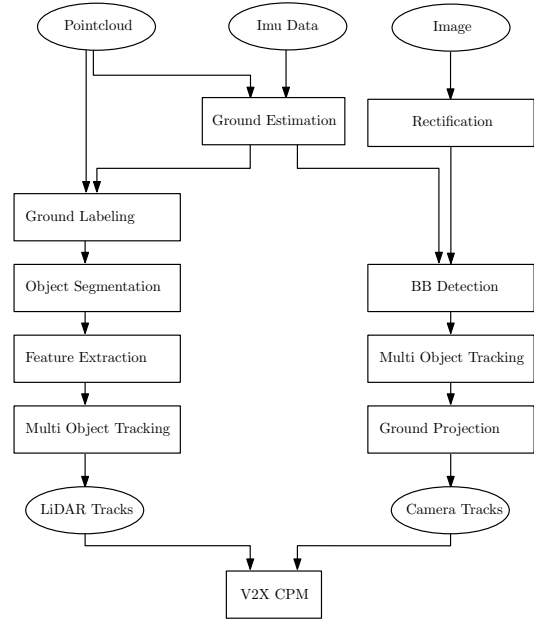 Pointcloud
Imu Data
Image
Ground Estimation
Rectification
Ground Labeling
Object Segmentation
BB Detection
Feature Extraction
Multi Object Tracking
Multi Object Tracking
Ground Projection
LiDAR Tracks
Camera Tracks
V2X CPM